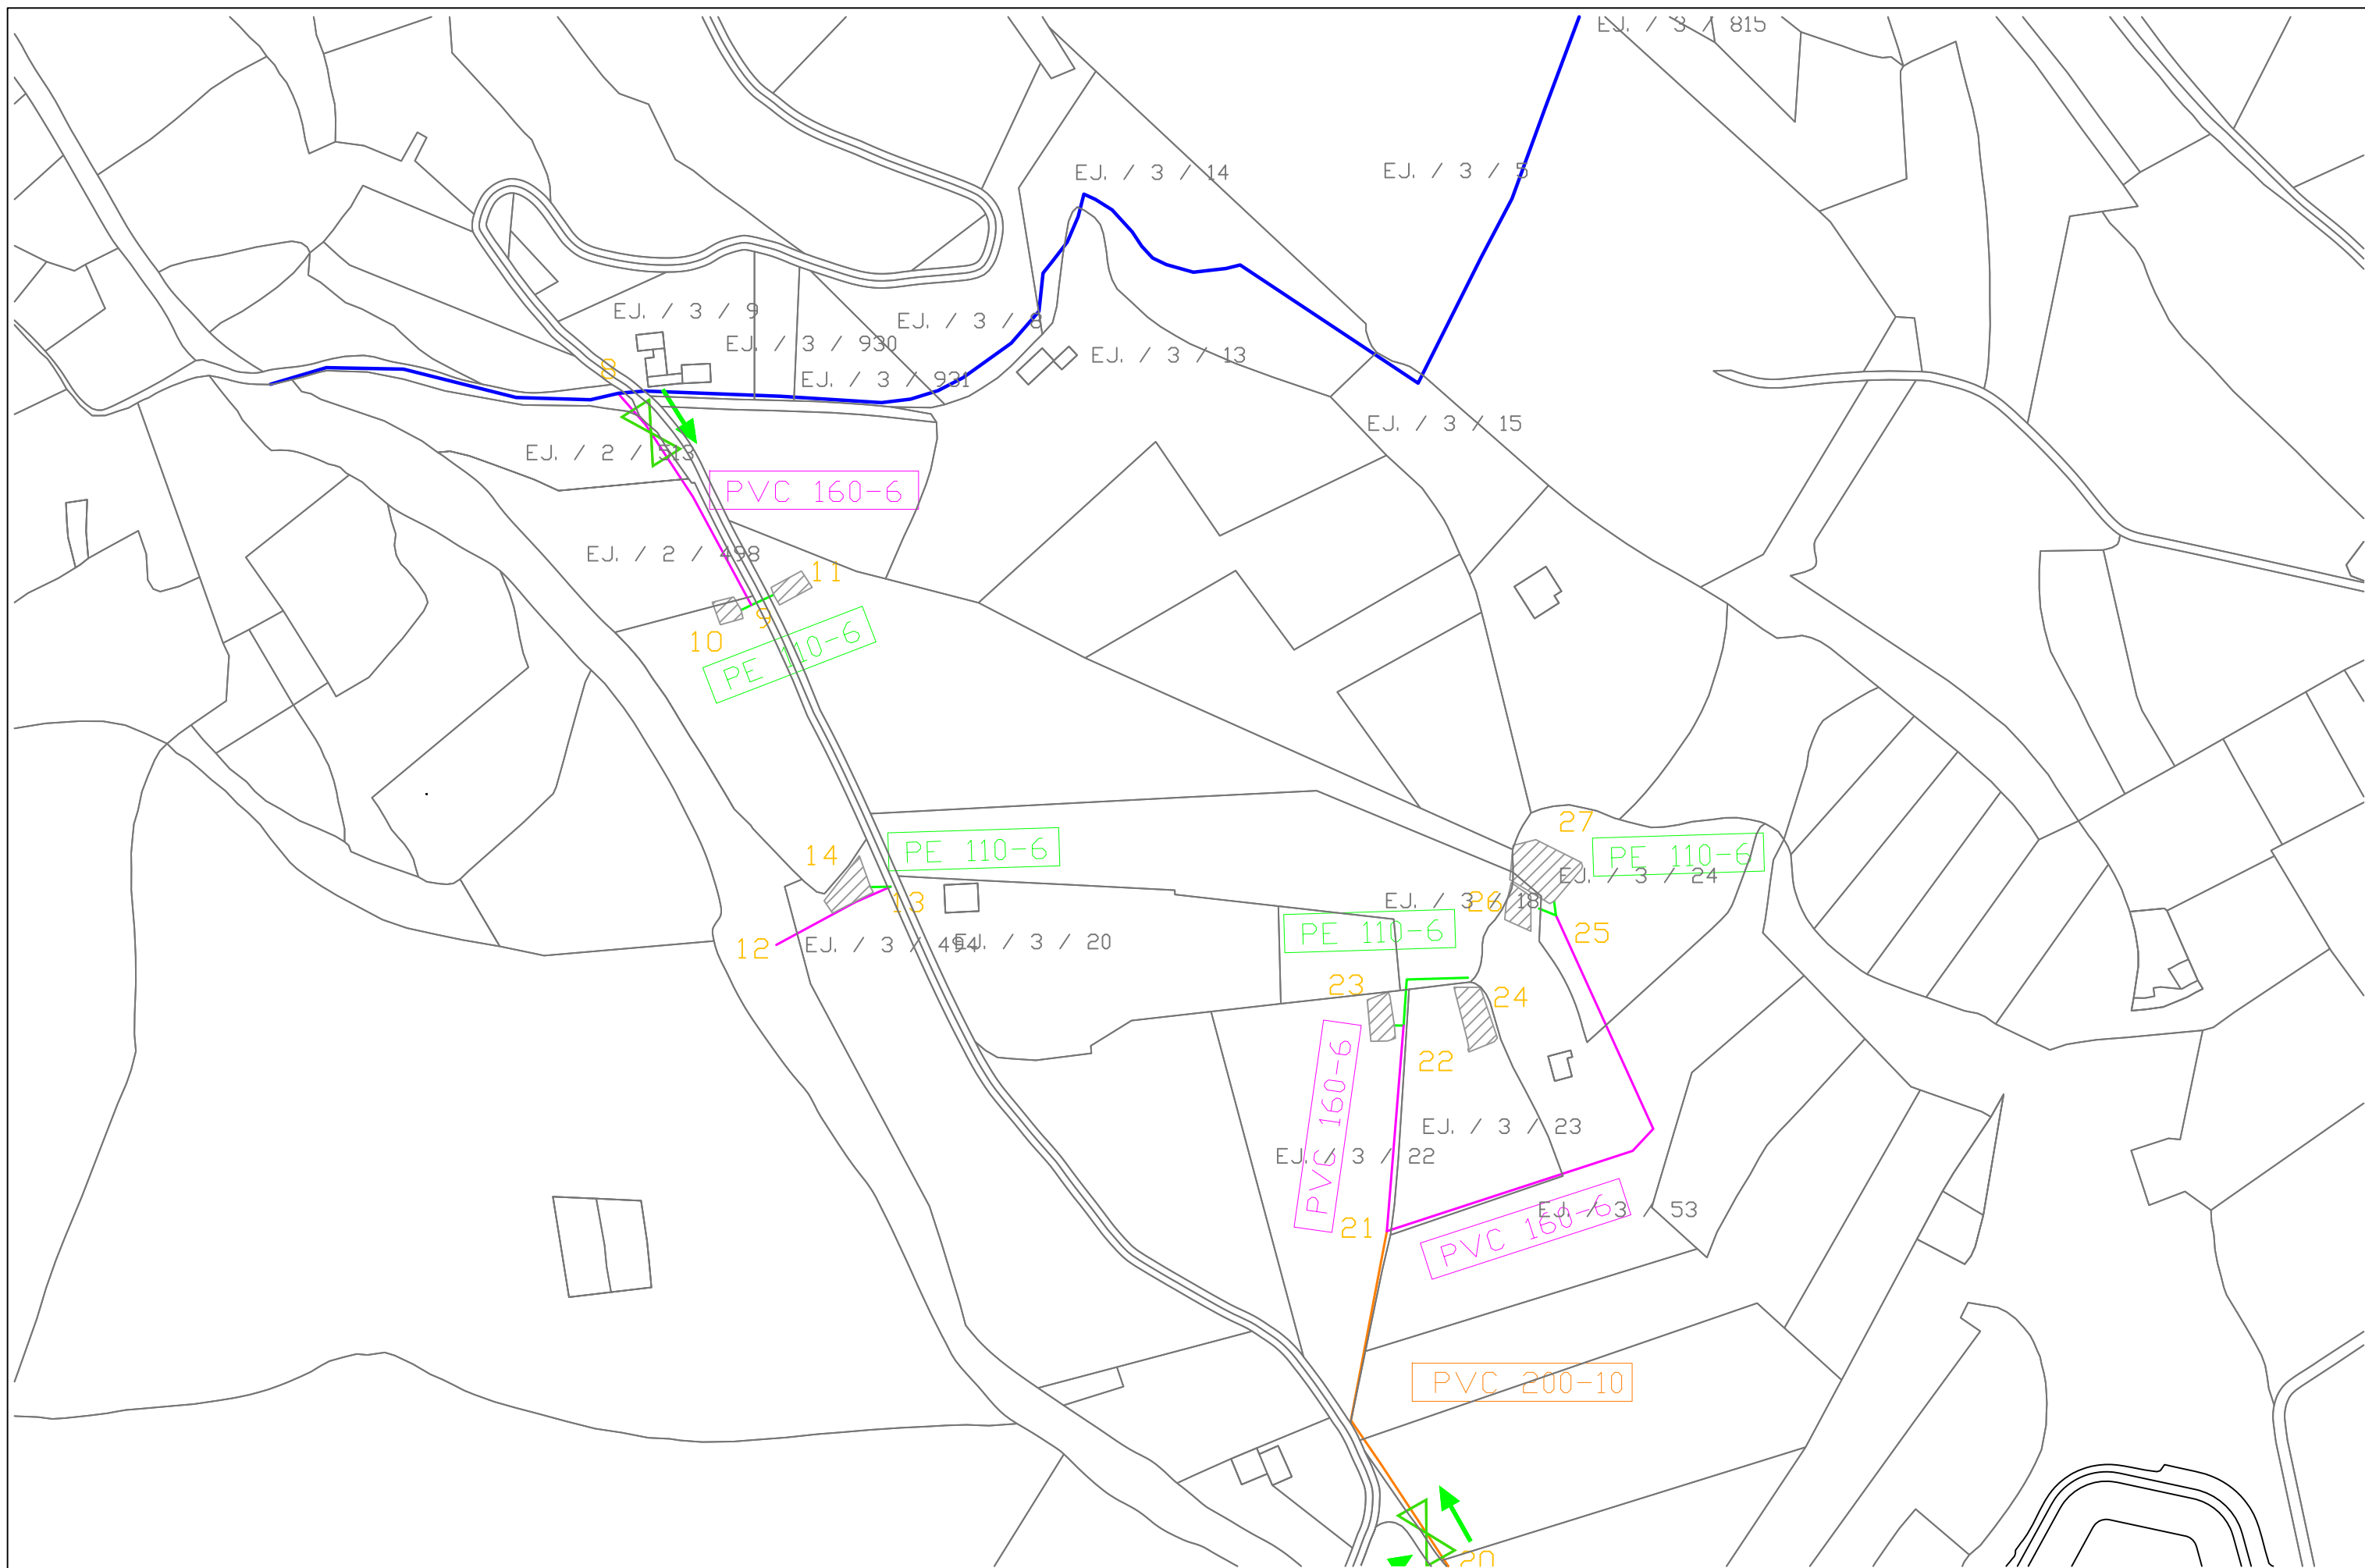 EJ. / 3 / 815
EJ. / 3 / 14
EJ. / 3 / 5
EJ. / 3 / 9
EJ. / 3 / 8
EJ. / 3 / 930
EJ. / 3 / 13
8
EJ. / 3 / 931
EJ. / 3 / 15
EJ. / 2 / 513
PVC 160-6
EJ. / 2 / 498
11
9
10
PE 110-6
27
14
PE 110-6
PE 110-6
EJ. / 3 / 24
EJ. / 3 / 18
26
13
PE 110-6
25
12
EJ. / 3 / 494
EJ. / 3 / 20
23
24
22
PVC 160-6
EJ. / 3 / 23
EJ. / 3 / 22
EJ. / 3 / 53
21
PVC 160-6
PVC 200-10
20